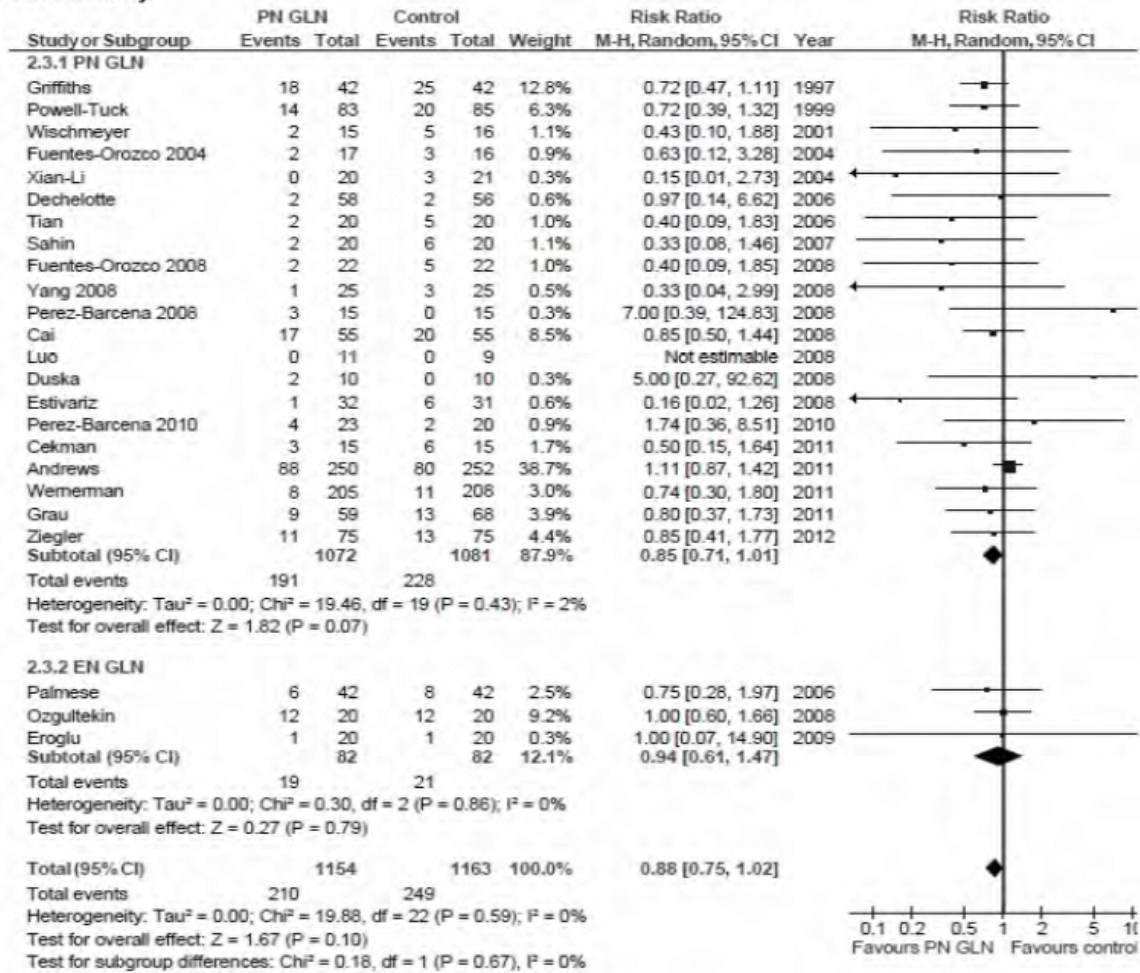 PN GLN Control Risk Ratio Risk Ratio
Study or Subgroup Events Total Events Total Weight M-H, Random, 95% CI Year M-H, Random, 95% CI
2.3.1 PN GLN
Griffiths 18 42 25 42 12.8% 0.72 [0.47, 1.11] 1997
Powell-Tuck 14 83 20 85 6.3% 0.72 [0.39, 1.32] 1999
Wischmeyer 2 15 5 16 1.1% 0.43 [0.10, 1.88] 2001
Fuentes-Orozco 2004 2 17 3 16 0.9% 0.63 [0.12, 3.28] 2004
Xian-Li 0 20 3 21 0.3% 0.15 [0.01, 2.73] 2004
Dechelotte 2 58 2 56 0.6% 0.97 [0.14, 6.62] 2006
Tian 2 20 5 20 1.0% 0.40 [0.09, 1.83] 2006
Sahin 2 20 6 20 1.1% 0.33 [0.08, 1.46] 2007
Fuentes-Orozco 2008 2 22 5 22 1.0% 0.40 [0.09, 1.85] 2008
Yang 2008 1 25 3 25 0.5% 0.33 [0.04, 2.99] 2008
Perez-Barcena 2008 3 15 0 15 0.3% 7.00 [0.39, 124.83] 2008
Cai 17 55 20 55 8.5% 0.85 [0.50, 1.44] 2008
Luo 0 11 0 9 Not estimable 2008
Duska 2 10 0 10 0.3% 5.00 [0.27, 92.62] 2008
Estivariz 1 32 6 31 0.6% 0.16 [0.02, 1.26] 2008
Perez-Barcena 2010 4 23 2 20 0.9% 1.74 [0.36, 8.51] 2010
Cekman 3 15 6 15 1.7% 0.50 [0.15, 1.64] 2011
Andrews 88 250 80 252 38.7% 1.11 [0.87, 1.42] 2011
Wernerman 8 205 11 208 3.0% 0.74 [0.30, 1.80] 2011
Grau 9 59 13 68 3.9% 0.80 [0.37, 1.73] 2011
Ziegler 11 75 13 75 4.4% 0.85 [0.41, 1.77] 2012
Subtotal (95% CI) 1072 1081 87.9% 0.85 [0.71, 1.01]
Total events 191 228
Heterogeneity: Tau² = 0.00; Chi² = 19.46, df = 19 (P = 0.43); I² = 2%
Test for overall effect: Z = 1.82 (P = 0.07)
2.3.2 EN GLN
Palmese 6 42 8 42 2.5% 0.75 [0.28, 1.97] 2006
Ozgultekin 12 20 12 20 9.2% 1.00 [0.60, 1.66] 2008
Eroglu 1 20 1 20 0.3% 1.00 [0.07, 14.90] 2009
Subtotal (95% CI) 82 82 12.1% 0.94 [0.61, 1.47]
Total events 19 21
Heterogeneity: Tau² = 0.00; Chi² = 0.30, df = 2 (P = 0.86); I² = 0%
Test for overall effect: Z = 0.27 (P = 0.79)
Total (95% CI) 1154 1163 100.0% 0.88 [0.75, 1.02]
Total events 210 249
Heterogeneity: Tau² = 0.00; Chi² = 19.88, df = 22 (P = 0.59); I² = 0%
Test for overall effect: Z = 1.67 (P = 0.10)
Test for subgroup differences: Chi² = 0.18, df = 1 (P = 0.67), I² = 0%
0.1 0.2 0.5 1 2 5 10
Favours PN GLN Favours control